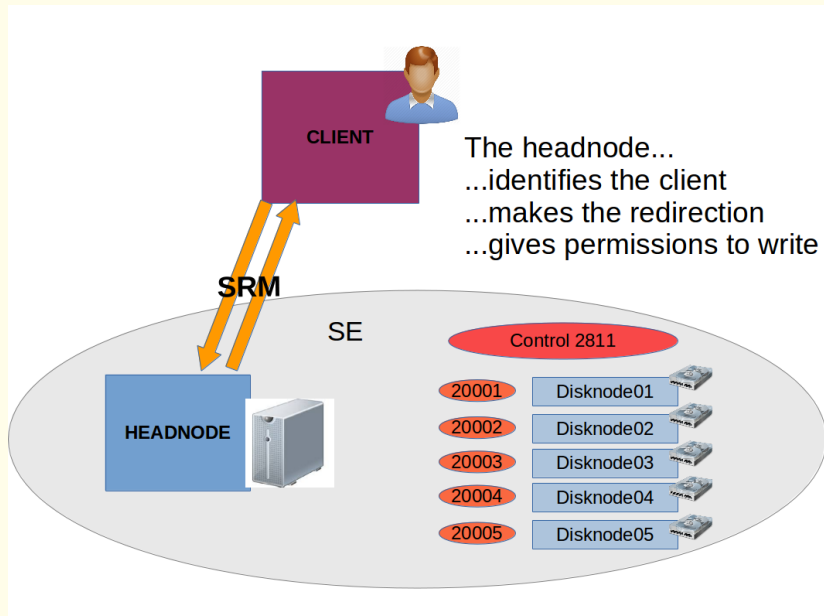 CLIENT
The headnode...
...identifies the client
...makes the redirection
...gives permissions to write
SRM
SE
Control 2811
20001 Disknode01
20002 Disknode02
HEADNODE
20003 Disknode03
20004 Disknode04
20005 Disknode05